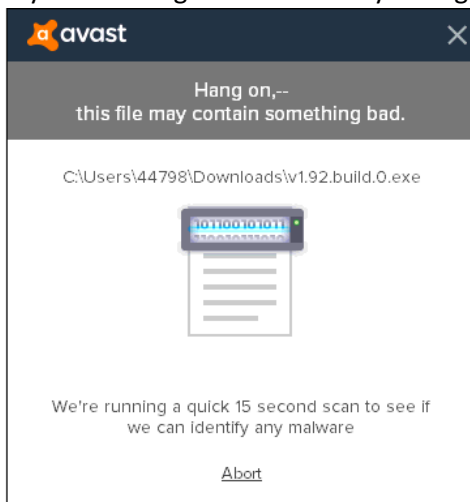 avast
Hang on,--
this file may contain something bad.
C:\Users\44798\Downloads\v1.92.build.0.exe
101100101011
We're running a quick 15 second scan to see if
we can identify any malware
Abort